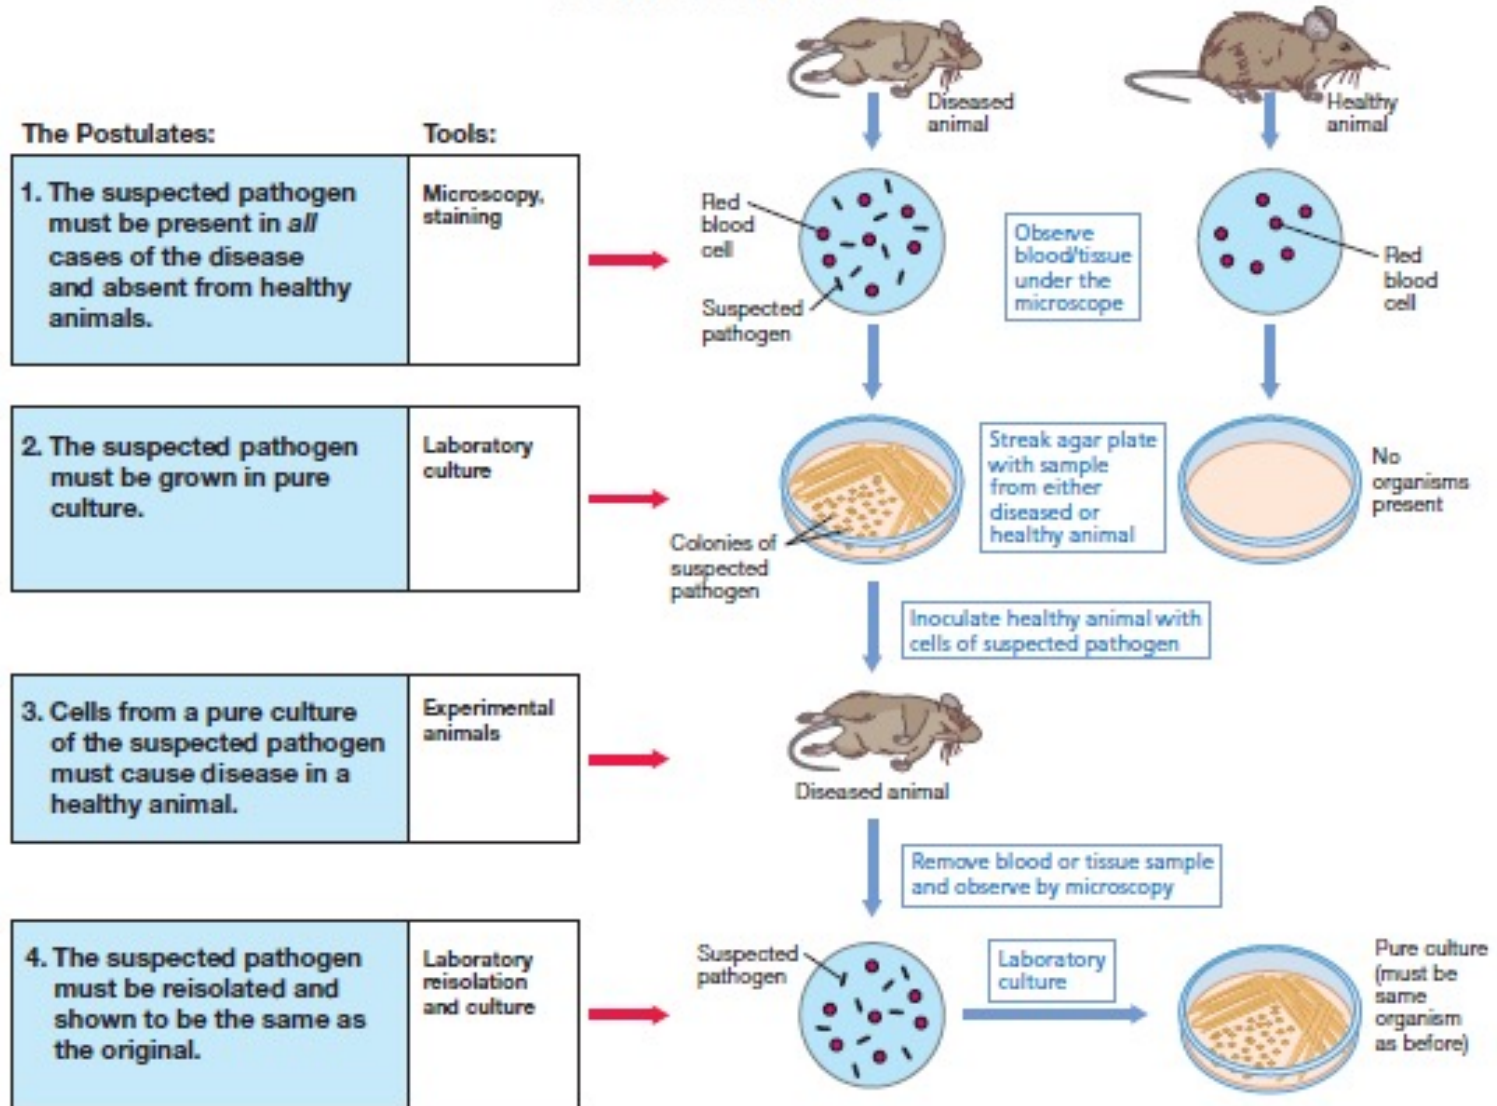 Diseased
animal
Healthy
animal
The Postulates:
Tools:
1. The suspected pathogen
must be present in all
cases of the disease
and absent from healthy
animals.
Microscopy,
staining
Red
blood
cell
Suspected
pathogen
Observe
blood/tissue
under the
microscope
Red
blood
cell
2. The suspected pathogen
must be grown in pure
culture.
Laboratory
culture
Colonies of
suspected
pathogen
Streak agar plate
with sample
from either
diseased or
healthy animal
No
organisms
present
Inoculate healthy animal with
cells of suspected pathogen
3. Cells from a pure culture
of the suspected pathogen
must cause disease in a
healthy animal.
Experimental
animals
Diseased animal
Remove blood or tissue sample
and observe by microscopy
4. The suspected pathogen
must be reisolated and
shown to be the same as
the original.
Laboratory
reisolation
and culture
Suspected
pathogen
Laboratory
culture
Pure culture
(must be
same
organism
as before)